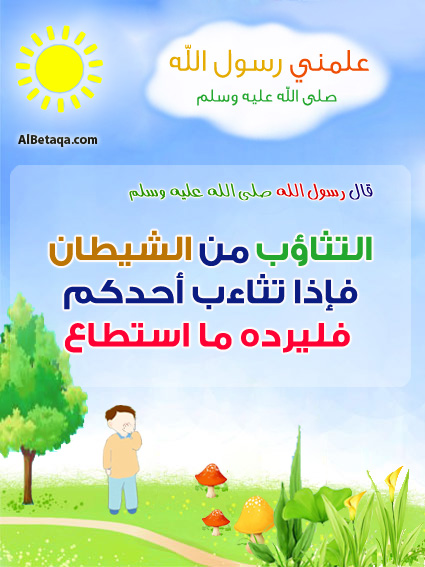 علمني رسول الله
صلى الله عليه وسلم
AlBetaqa.com
قال رسول الله صلى الله عليه وسلم
التثاؤب من الشيطان
فإذا تثاءب أحدكم
فليرده ما استطاع